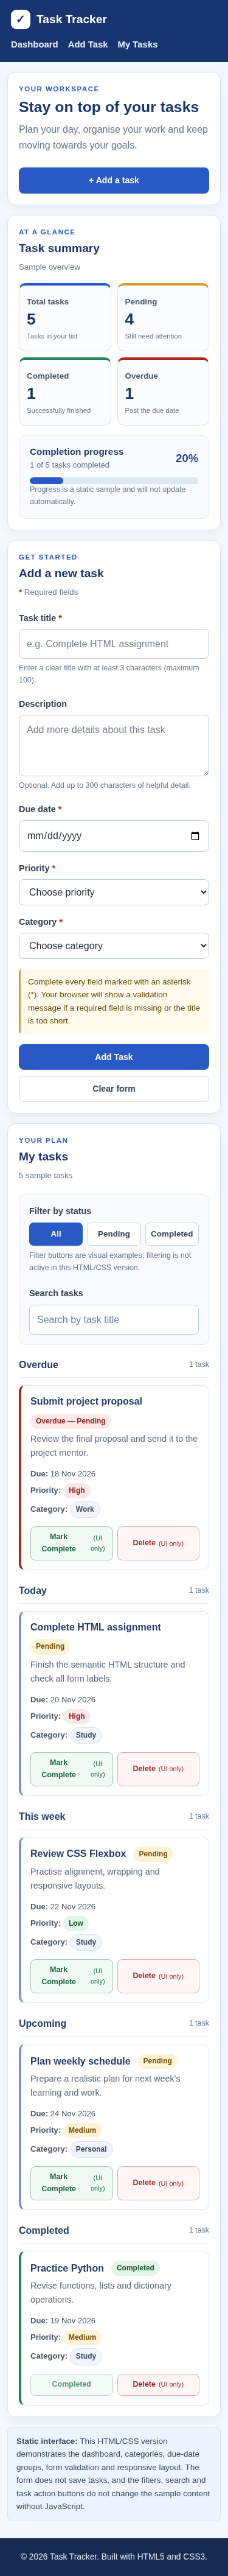 ✓ Task Tracker
Dashboard Add Task My Tasks
YOUR WORKSPACE
Stay on top of your tasks
Plan your day, organise your work and keep
moving towards your goals.
+ Add a task
AT A GLANCE
Task summary
Sample overview
Total tasks
5
Tasks in your list
Pending
4
Still need attention
Completed
1
Successfully finished
Overdue
1
Past the due date
Completion progress
1 of 5 tasks completed
20%
Progress is a static sample and will not update
automatically.
GET STARTED
Add a new task
* Required fields
Task title *
e.g. Complete HTML assignment
Enter a clear title with at least 3 characters (maximum
100).
Description
Add more details about this task
Optional. Add up to 300 characters of helpful detail.
Due date *
mm/dd/yyyy
Priority *
Choose priority
Category *
Choose category
Complete every field marked with an asterisk
(*). Your browser will show a validation
message if a required field is missing or the title
is too short.
Add Task
Clear form
YOUR PLAN
My tasks
5 sample tasks
Filter by status
All Pending Completed
Filter buttons are visual examples; filtering is not
active in this HTML/CSS version.
Search tasks
Search by task title
Overdue 1 task
Submit project proposal
Overdue — Pending
Review the final proposal and send it to the
project mentor.
Due: 18 Nov 2026
Priority: High
Category: Work
Mark Complete (UI only)
Delete (UI only)
Today 1 task
Complete HTML assignment
Pending
Finish the semantic HTML structure and
check all form labels.
Due: 20 Nov 2026
Priority: High
Category: Study
Mark Complete (UI only)
Delete (UI only)
This week 1 task
Review CSS Flexbox Pending
Practise alignment, wrapping and
responsive layouts.
Due: 22 Nov 2026
Priority: Low
Category: Study
Mark Complete (UI only)
Delete (UI only)
Upcoming 1 task
Plan weekly schedule Pending
Prepare a realistic plan for next week's
learning and work.
Due: 24 Nov 2026
Priority: Medium
Category: Personal
Mark Complete (UI only)
Delete (UI only)
Completed 1 task
Practice Python Completed
Revise functions, lists and dictionary
operations.
Due: 19 Nov 2026
Priority: Medium
Category: Study
Completed
Delete (UI only)
Static interface: This HTML/CSS version
demonstrates the dashboard, categories, due-date
groups, form validation and responsive layout. The
form does not save tasks, and the filters, search and
task action buttons do not change the sample content
without JavaScript.
© 2026 Task Tracker. Built with HTML5 and CSS3.